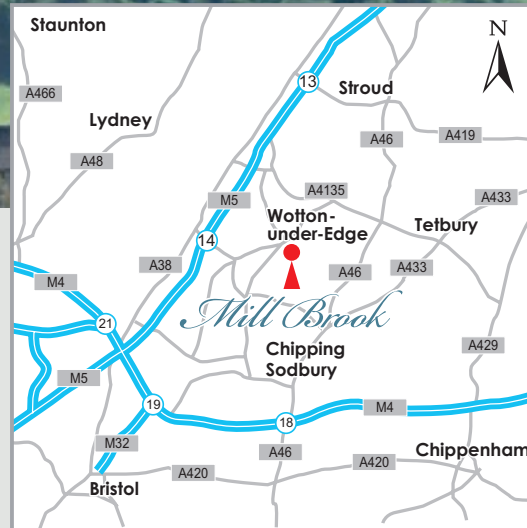 Staunton
N
13
A466
Stroud
Lydney
A46
A419
A48
A4135
M5
A433
Wotton-
under-Edge
Tetbury
14
A38
A46
A433
M4
Mill Brook
21
Chipping
Sodbury
A429
M5
19
M4
18
M32
A46
Chippenham
A420
A420
Bristol